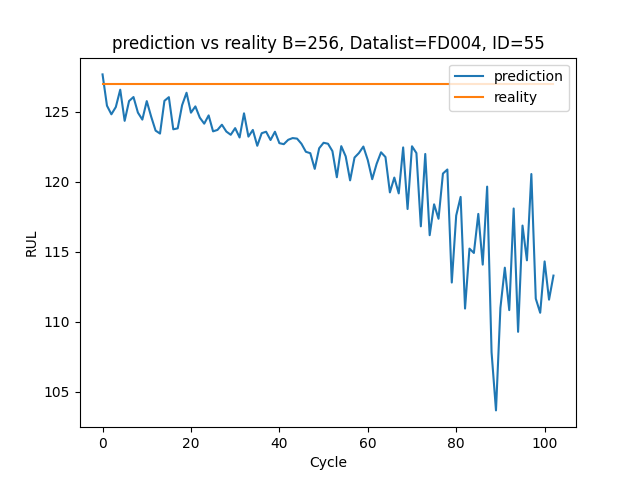 prediction vs reality B=256, Datalist=FD004, ID=55
prediction
reality
125
120
115
110
105
RUL
0 20 40 60 80 100
Cycle